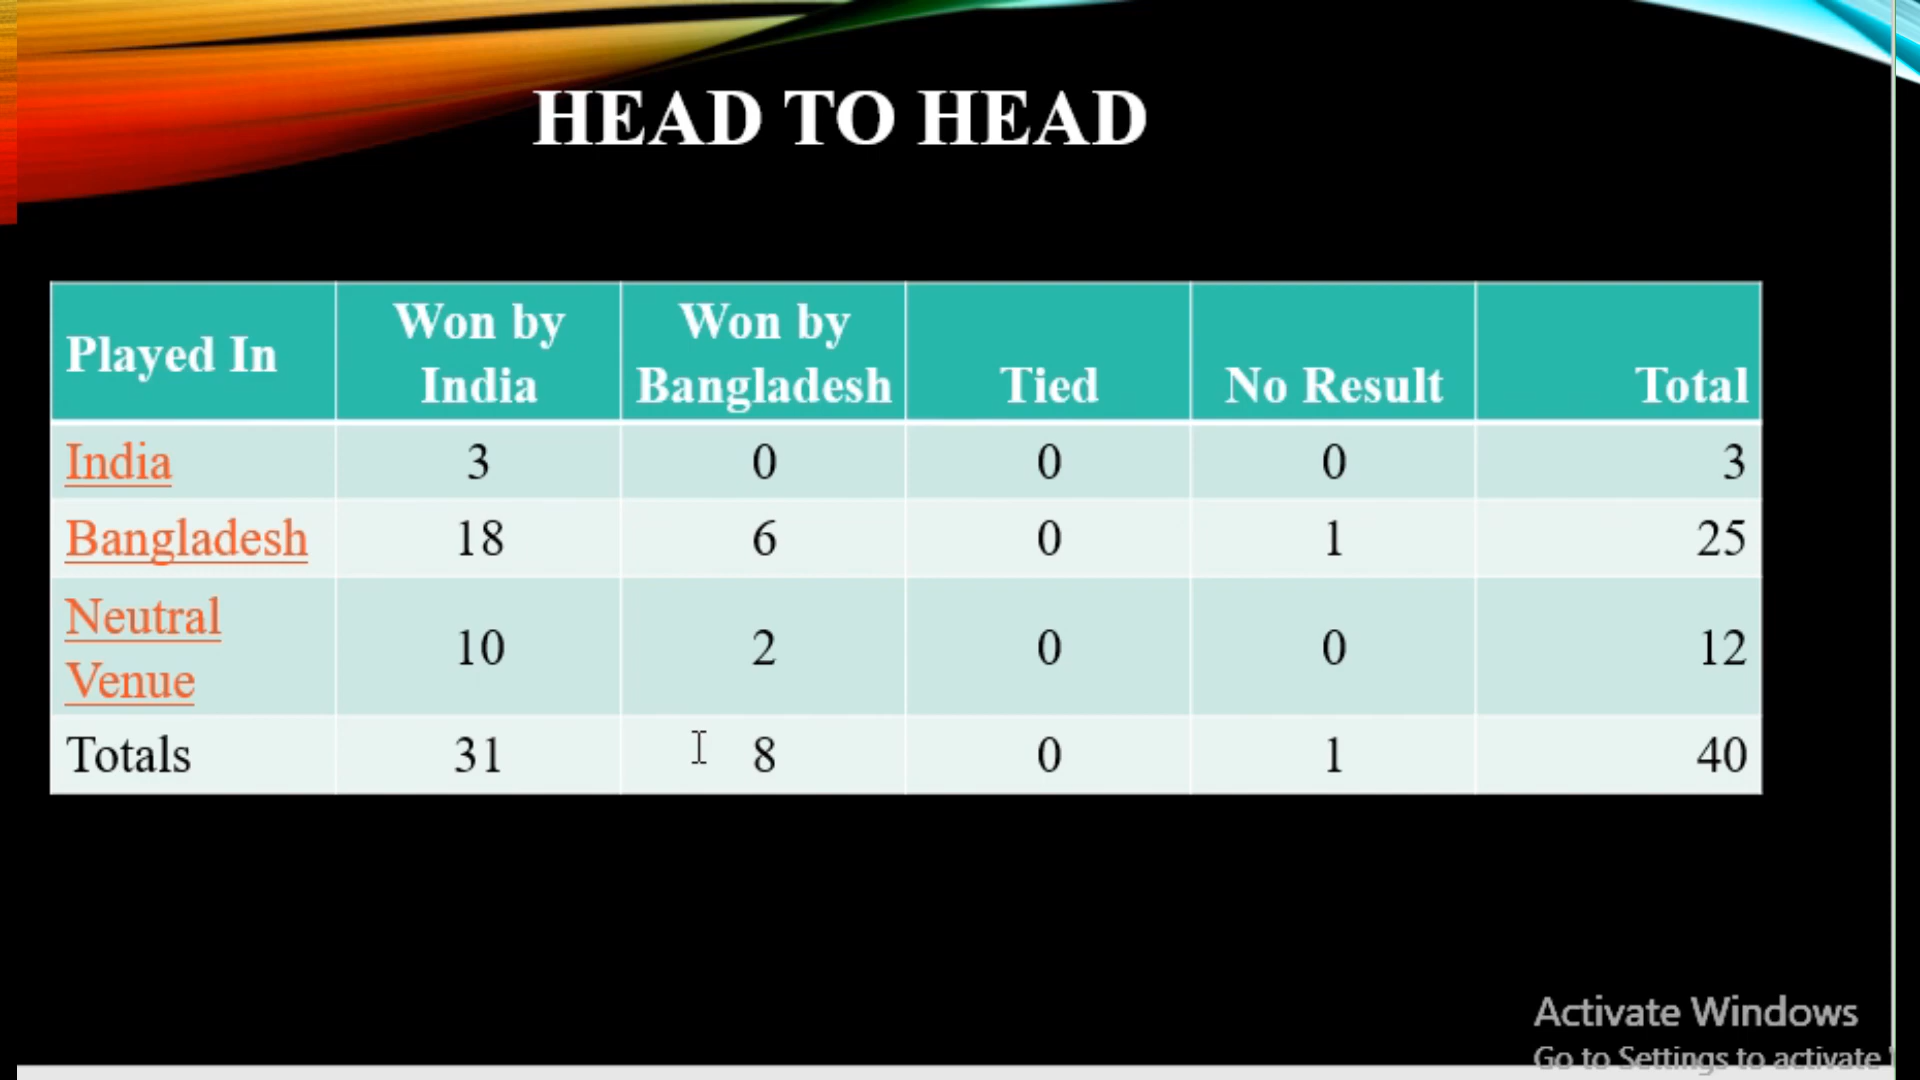 HEAD TO HEAD
Played In Won by India Won by Bangladesh Tied No Result Total
India 3 0 0 0 3
Bangladesh 18 6 0 1 25
Neutral Venue 10 2 0 0 12
Totals 31 8 0 1 40
Activate Windows
Go to Settings to activate